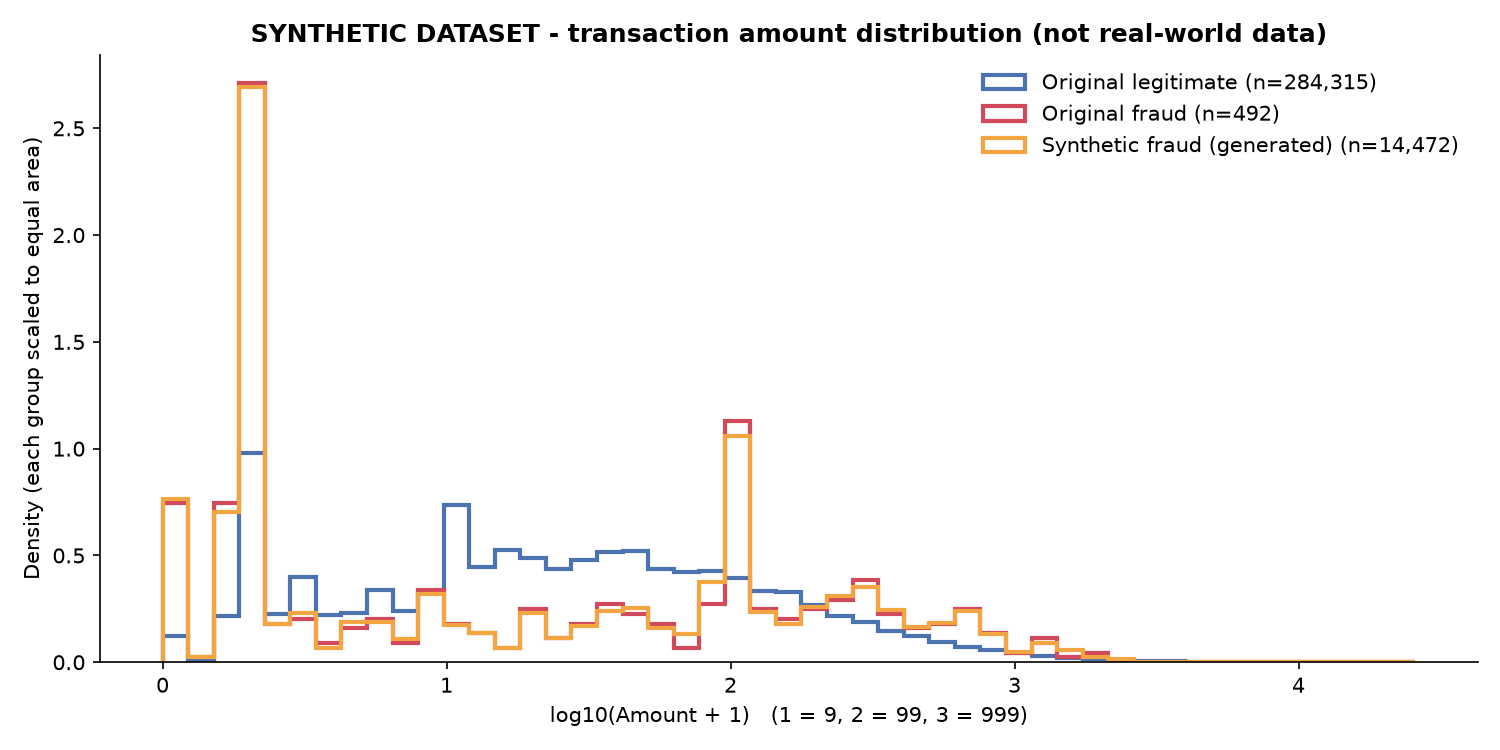 SYNTHETIC DATASET - transaction amount distribution (not real-world data)
Original legitimate (n=284,315)
Original fraud (n=492)
Synthetic fraud (generated) (n=14,472)
Density (each group scaled to equal area)
2.5
2.0
1.5
1.0
0.5
0.0
0 1 2 3 4
log10(Amount + 1) (1 = 9, 2 = 99, 3 = 999)